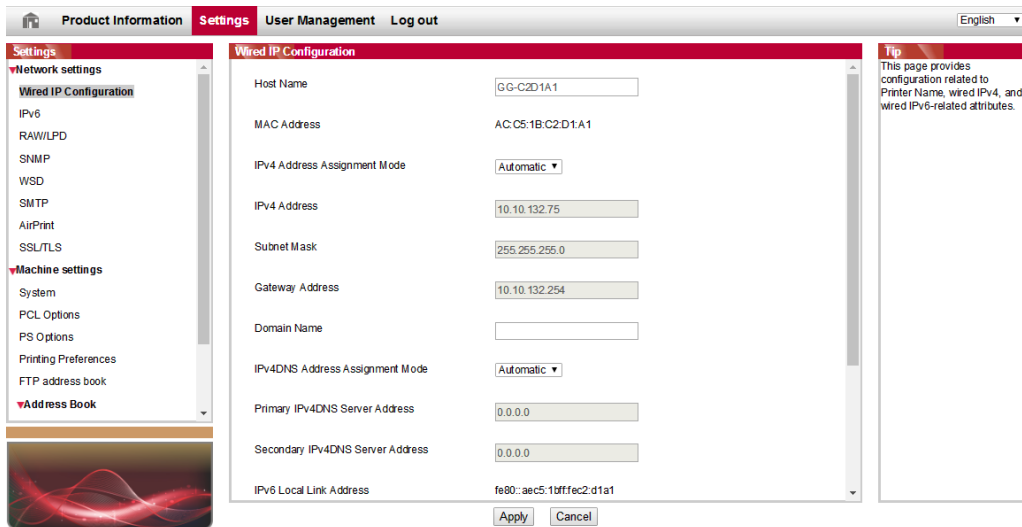 Product Information Settings User Management Log out English
Settings
Network settings
Wired IP Configuration
IPv6
RAW/LPD
SNMP
WSD
SMTP
AirPrint
SSL/TLS
Machine settings
System
PCL Options
PS Options
Printing Preferences
FTP address book
Address Book
Wired IP Configuration
Host Name GG-C2D1A1
MAC Address AC:C5:1B:C2:D1:A1
IPv4 Address Assignment Mode Automatic
IPv4 Address 10.10.132.75
Subnet Mask 255.255.255.0
Gateway Address 10.10.132.254
Domain Name
IPv4DNS Address Assignment Mode Automatic
Primary IPv4DNS Server Address 0.0.0.0
Secondary IPv4DNS Server Address 0.0.0.0
IPv6 Local Link Address fe80::aec5:1bff:fec2:d1a1
Apply Cancel
Tip
This page provides
configuration related to
Printer Name, wired IPv4, and
wired IPv6-related attributes.